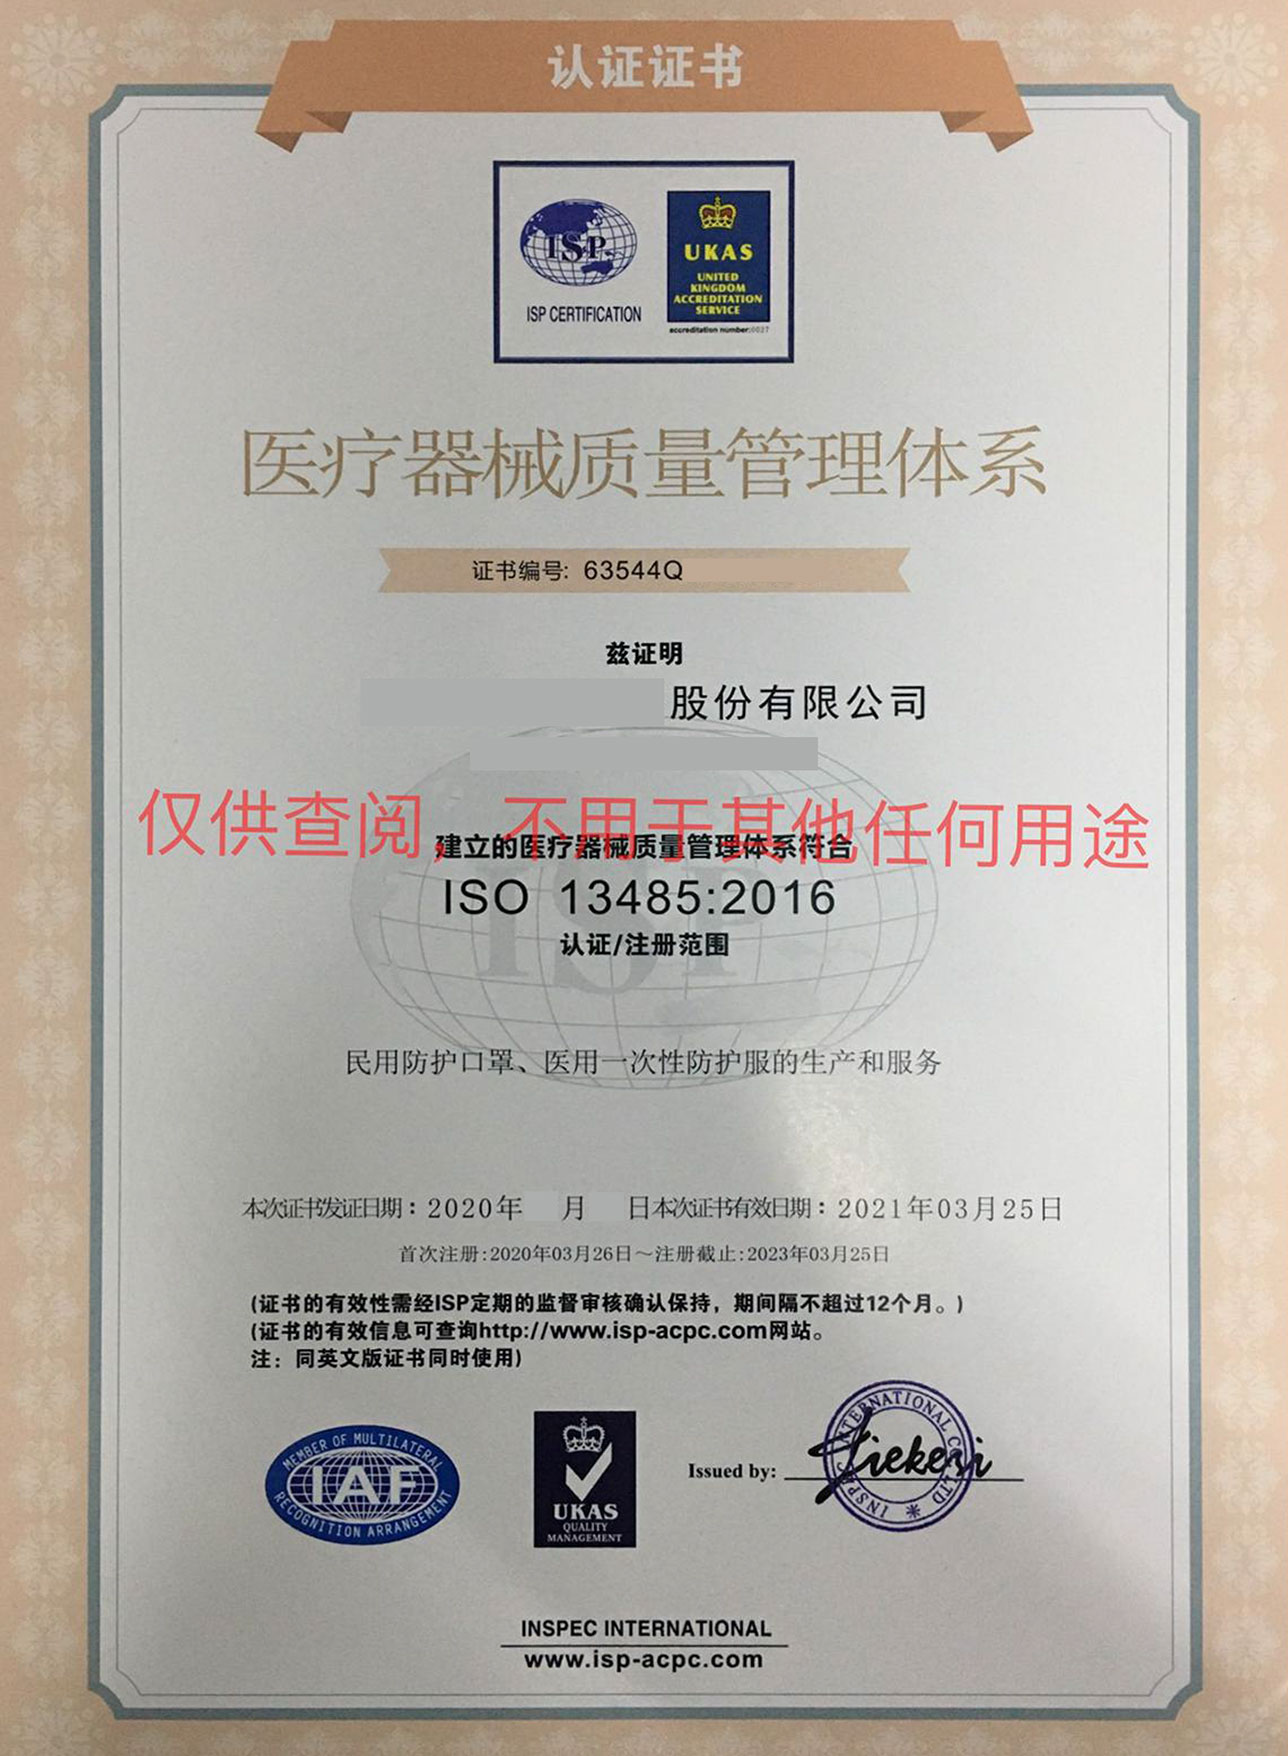 认证证书
ISP
ISP CERTIFICATION
UKAS
UNITED
KINGDOM
ACCREDITATION
SERVICE
accreditation number:0027
医疗器械质量管理体系
证书编号: 63544Q
兹证明
股份有限公司
仅供查阅，不用于其他任何用途
建立的医疗器械质量管理体系符合
ISO 13485:2016
认证/注册范围
ISP
民用防护口罩、医用一次性防护服的生产和服务
本次证书发证日期：2020年 月 日本次证书有效日期：2021年03月25日
首次注册:2020年03月26日～注册截止:2023年03月25日
(证书的有效性需经ISP定期的监督审核确认保持，期间隔不超过12个月。)
(证书的有效信息可查询http://www.isp-acpc.com网站。
注：同英文版证书同时使用)
MEMBER OF MULTILATERAL
IAF
RECOGNITION ARRANGEMENT
UKAS
QUALITY
MANAGEMENT
Issued by:
INSPEC INTERNATIONAL
www.isp-acpc.com